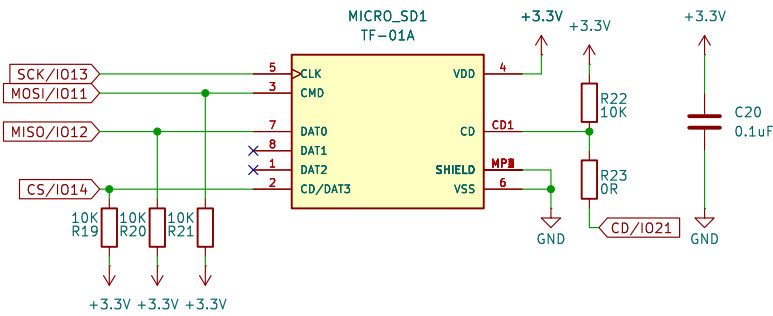 MICRO_SD1
TF-01A
+3.3V
+3.3V
+3.3V
SCK/IO13
5
CLK
VDD
4
MOSI/IO11
3
CMD
R22
10K
C20
0.1uF
MISO/IO12
7
DAT0
CD
CD1
8
DAT1
1
DAT2
SHIELD
R23
0R
CS/IO14
2
CD/DAT3
VSS
6
10K
R19
10K
R20
10K
R21
GND
CD/IO21
GND
+3.3V
+3.3V
+3.3V